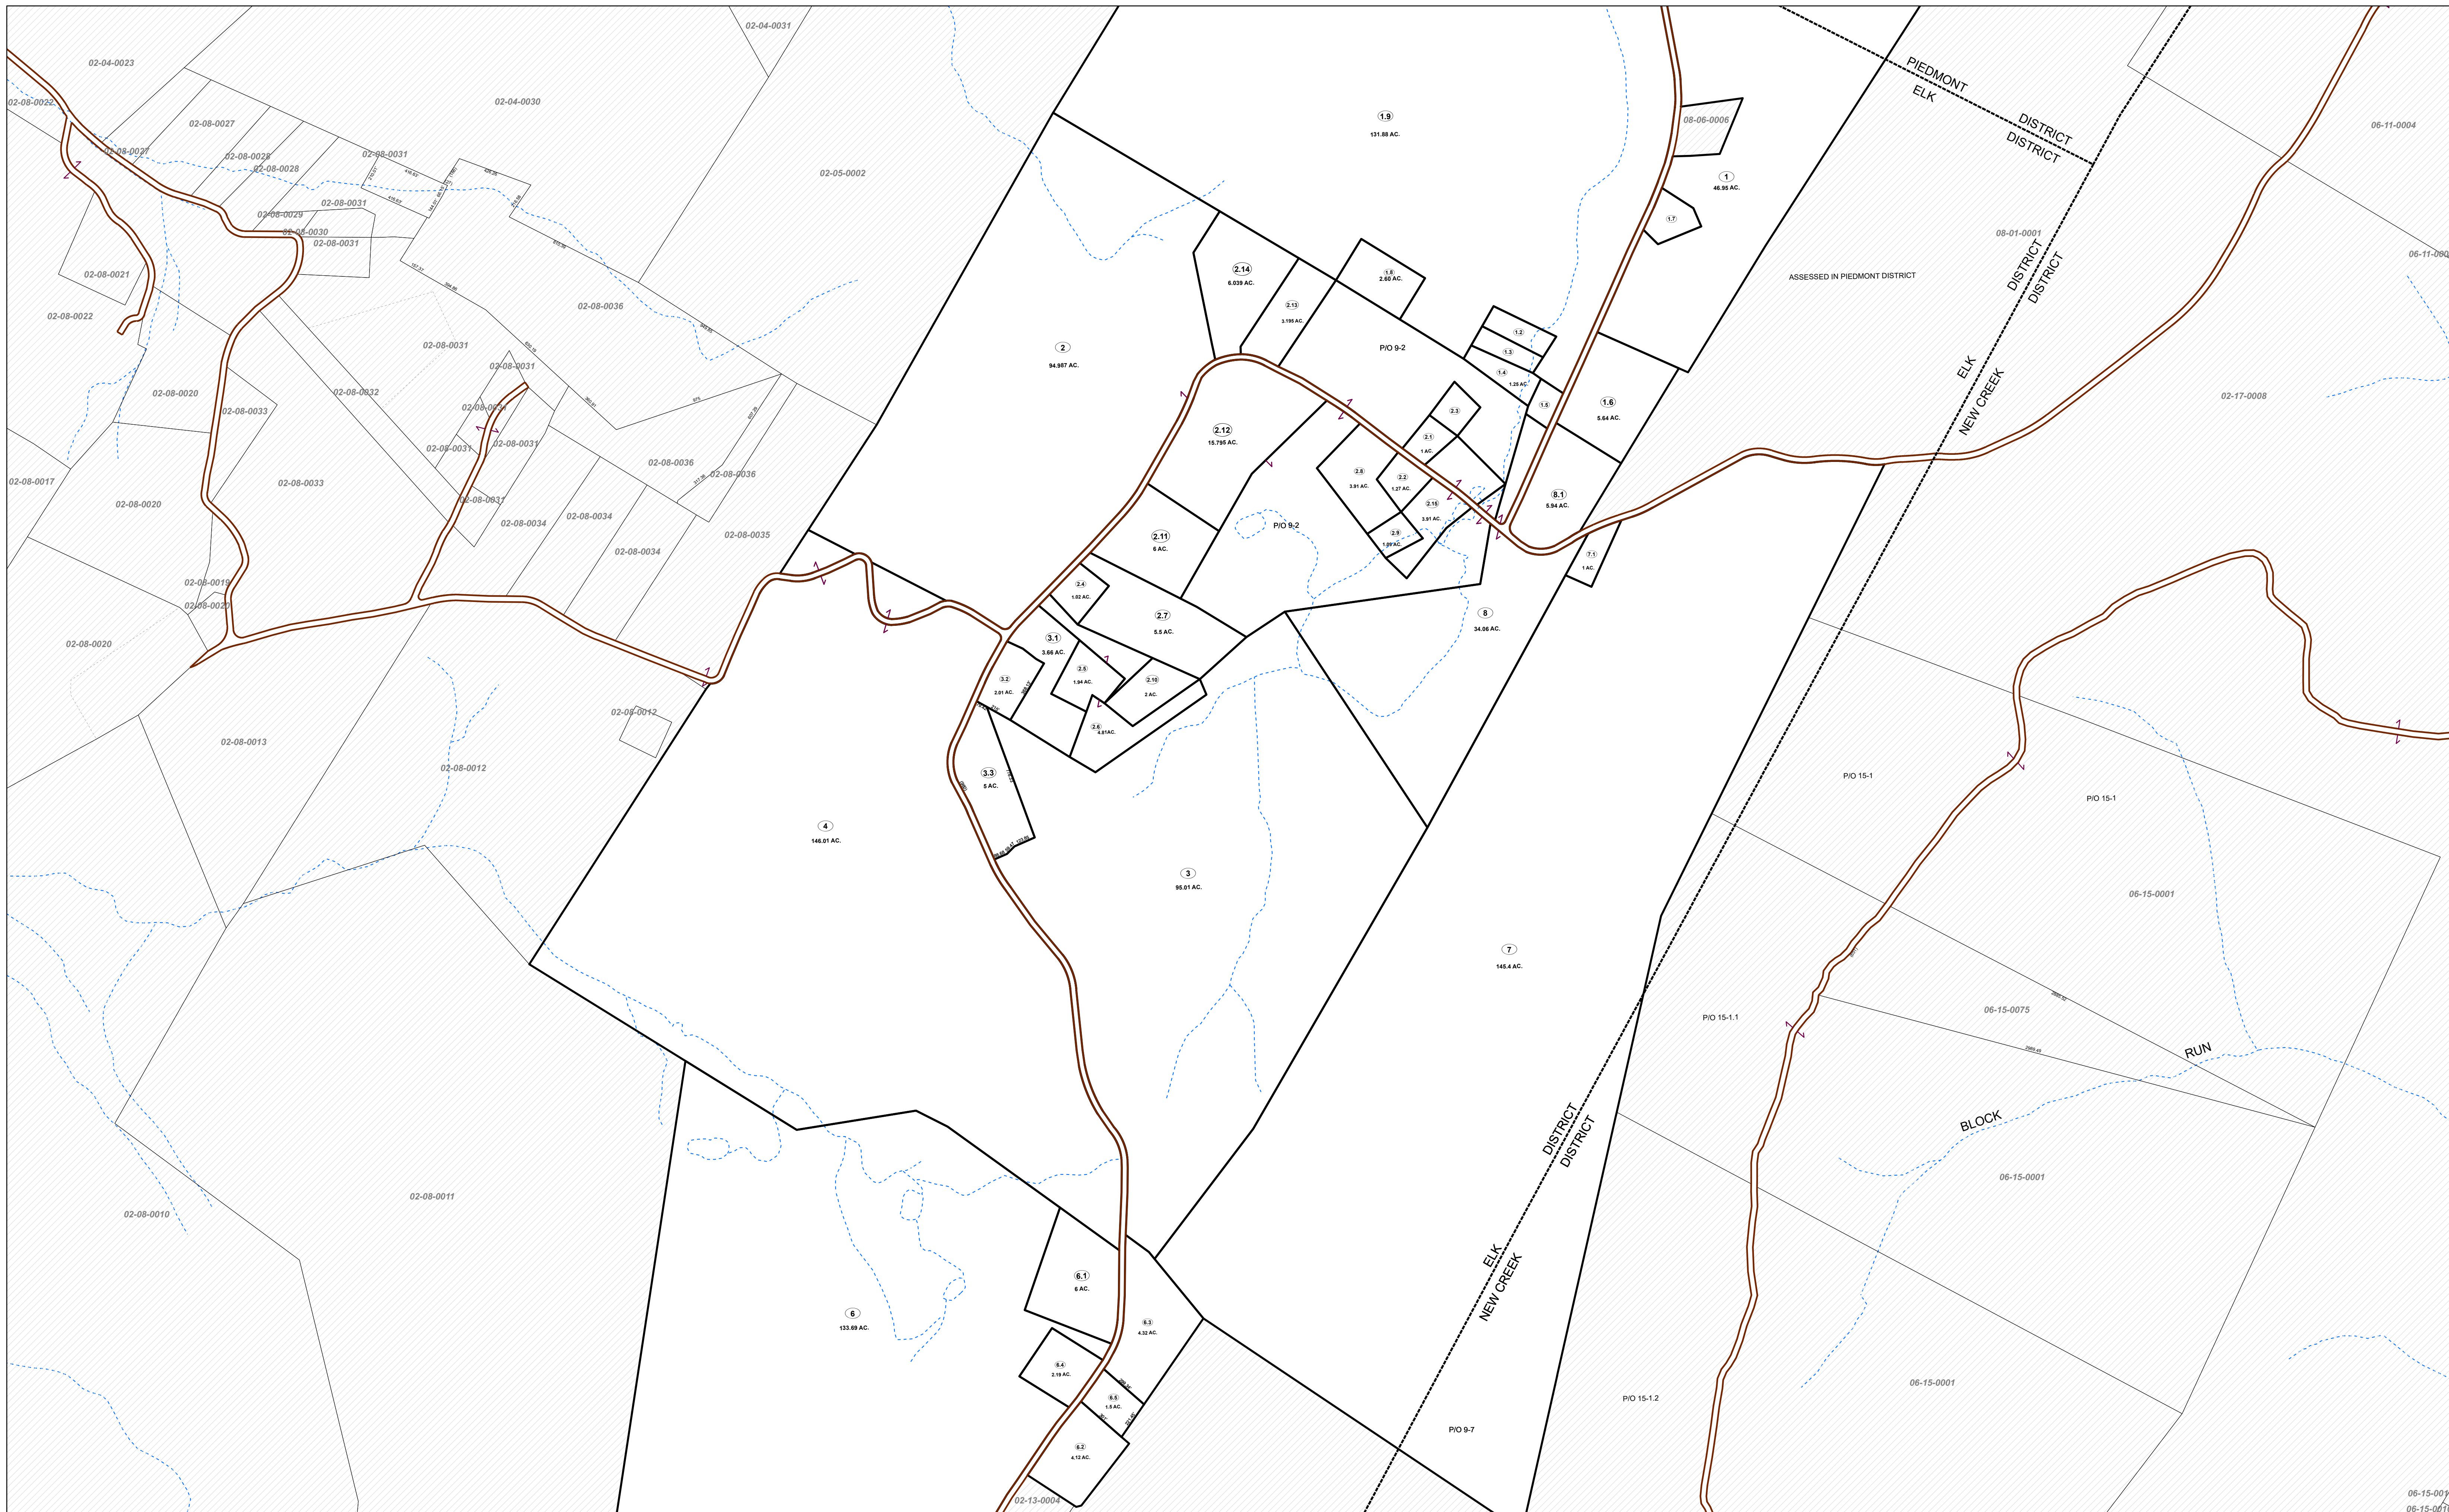 02-04-0031
02-04-0023
02-04-0030
02-08-0022
02-08-0027
02-08-0027
02-08-0028
02-08-0028
02-08-0031
02-08-0031
02-08-0029
02-08-0030
02-08-0031
02-05-0002
02-08-0021
02-08-0022
02-08-0036
02-08-0031
02-08-0031
02-08-0032
02-08-0020
02-08-0033
02-08-0031
02-08-0031
02-08-0031
02-08-0036
02-08-0036
02-08-0017
02-08-0033
02-08-0020
02-08-0031
02-08-0034
02-08-0034
02-08-0035
02-08-0034
02-08-0019
02-08-0020
02-08-0020
02-08-0012
02-08-0013
02-08-0012
02-08-0011
02-08-0010
1.9
131.88 AC.
08-06-0006
1
46.95 AC.
1.7
PIEDMONT
ELK
DISTRICT
DISTRICT
06-11-0004
08-01-0001
ASSESSED IN PIEDMONT DISTRICT
DISTRICT
DISTRICT
ELK
NEW CREEK
02-17-0008
2.14
6.039 AC.
2.13
3.195 AC.
1.8
2.60 AC.
P/O 9-2
1.2
1.3
1.4
1.25 AC.
1.5
1.6
5.64 AC.
2
94.987 AC.
2.12
15.795 AC.
2.3
2.1
1 AC.
2.8
3.91 AC.
2.2
1.27 AC.
2.15
3.91 AC.
2.9
1.09 AC.
P/O 9-2
8.1
5.94 AC.
7.1
1 AC.
8
34.06 AC.
2.11
6 AC.
2.4
1.02 AC.
2.7
5.5 AC.
3.1
3.66 AC.
2.5
1.94 AC.
2.10
2 AC.
3.2
2.01 AC.
2.6
4.81AC.
3.3
5 AC.
4
146.01 AC.
3
95.01 AC.
7
145.4 AC.
P/O 15-1
P/O 15-1
06-15-0001
06-15-0075
2969.49
P/O 15-1.1
RUN
BLOCK
06-15-0001
DISTRICT
DISTRICT
ELK
NEW CREEK
6.1
6 AC.
6
133.69 AC.
6.3
4.32 AC.
6.4
2.19 AC.
6.5
1.5 AC.
6.2
4.12 AC.
02-13-0004
P/O 9-7
P/O 15-1.2
06-15-0001